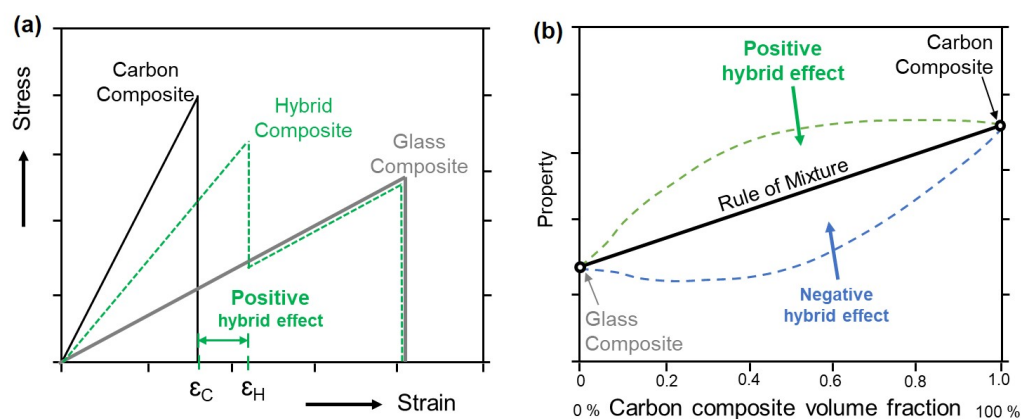 (a)
Stress
Carbon
Composite
Hybrid
Composite
Glass
Composite
Positive
hybrid effect
εC
εH
Strain
(b)
Property
Positive
hybrid effect
Carbon
Composite
Rule of Mixture
Negative
hybrid effect
Glass
Composite
0
0.2
0.4
0.6
0.8
1.0
0 %
Carbon composite volume fraction
100 %